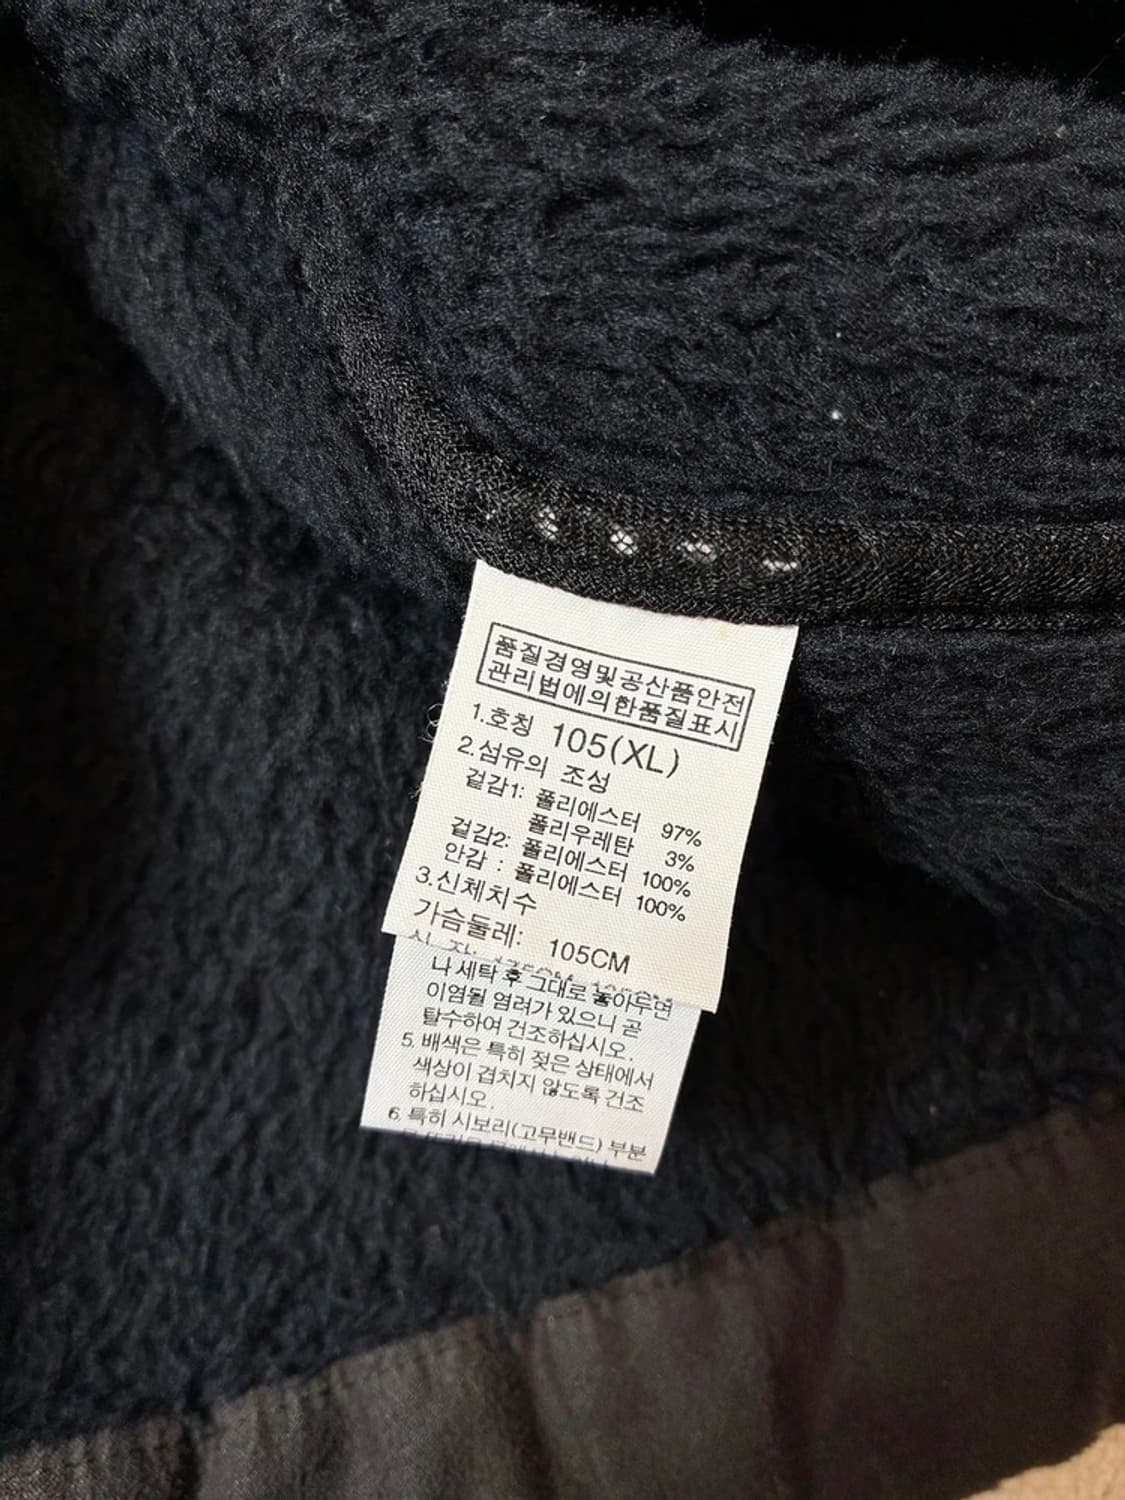 품질경영및공산품안전
관리법에의한품질표시
1.호칭 105(XL)
2.섬유의 조성
겉감1: 폴리에스터 97%
폴리우레탄 3%
겉감2: 폴리에스터 100%
안감 : 폴리에스터 100%
3.신체치수
가슴둘레: 105CM
나 세탁 후 그대로 놓아두면
이염될 염려가 있으니 곧
탈수하여 건조하십시오.
5. 배색은 특히 젖은 상태에서
색상이 겹치지 않도록 건조
하십시오.
6. 특히 시보리(고무밴드) 부분